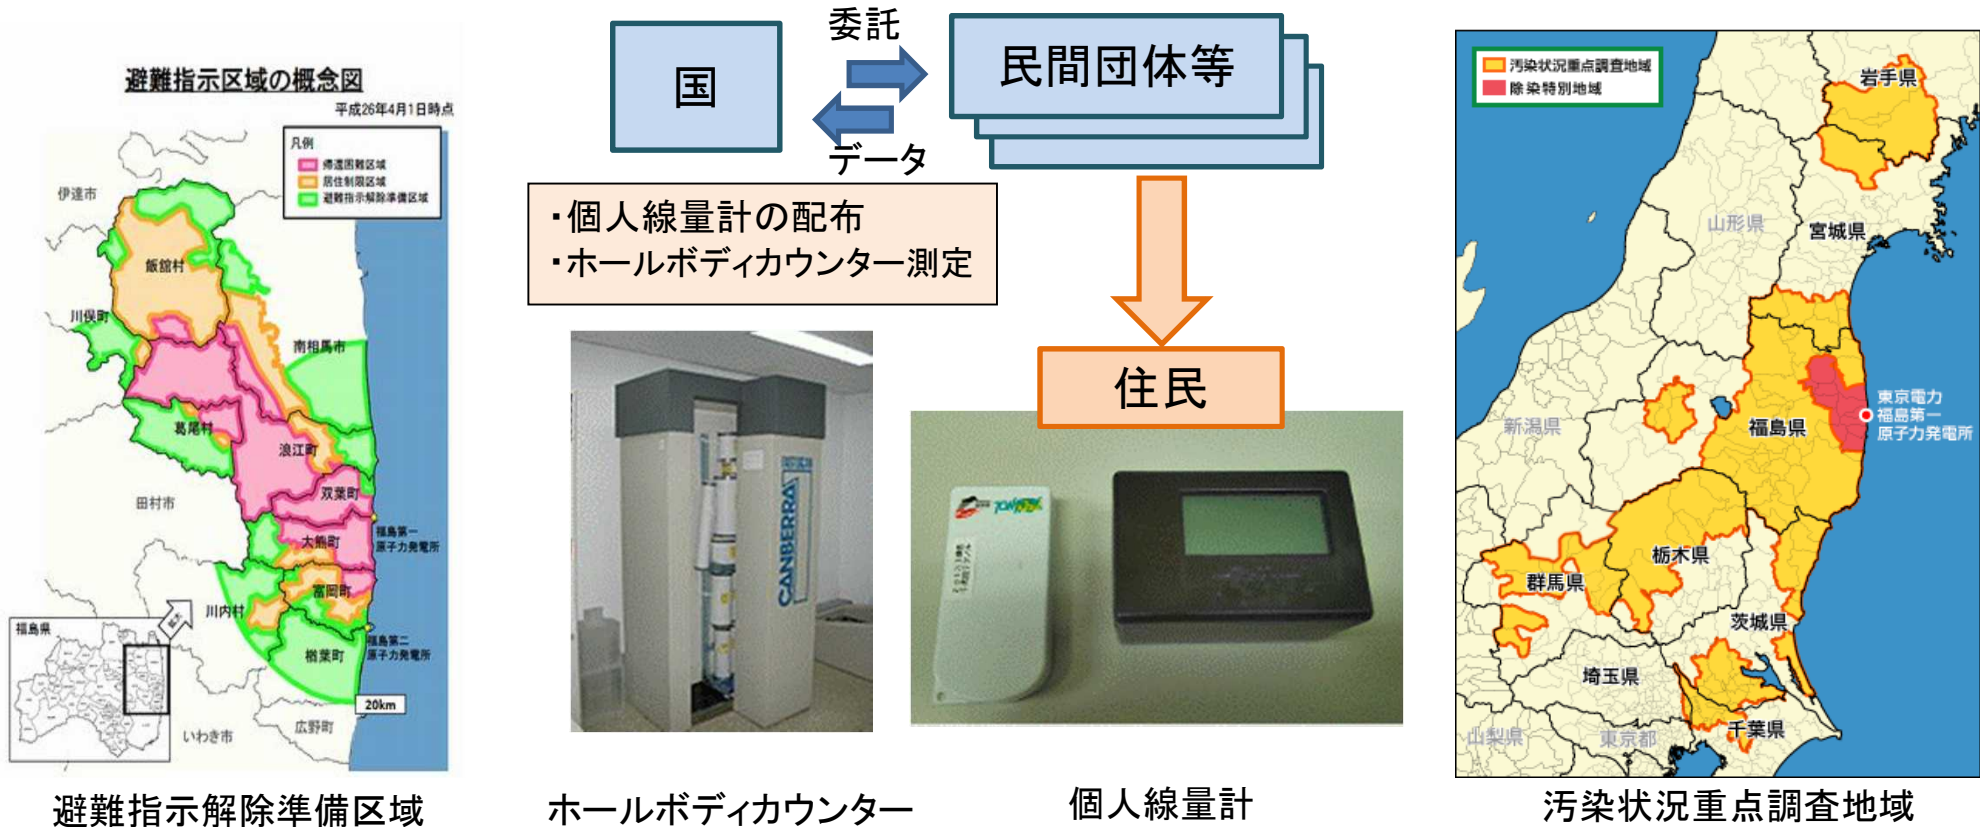 避難指示区域の概念図
平成26年4月1日時点
凡例
帰還困難区域
居住制限区域
避難指示解除準備区域
伊達市
飯舘村
川俣町
南相馬市
葛尾村
浪江町
田村市
双葉町
福島第一
原子力発電所
大熊町
富岡町
川内村
福島第二
原子力発電所
楢葉町
福島県
拡大
20km
いわき市
広野町
避難指示解除準備区域
国
委託
データ
民間団体等
・個人線量計の配布
・ホールボディカウンター測定
住民
CANBERRA
ホールボディカウンター
個人線量計
汚染状況重点調査地域
除染特別地域
岩手県
山形県
宮城県
新潟県
福島県
東京電力
福島第一
原子力発電所
栃木県
群馬県
茨城県
埼玉県
千葉県
山梨県
東京都
汚染状況重点調査地域